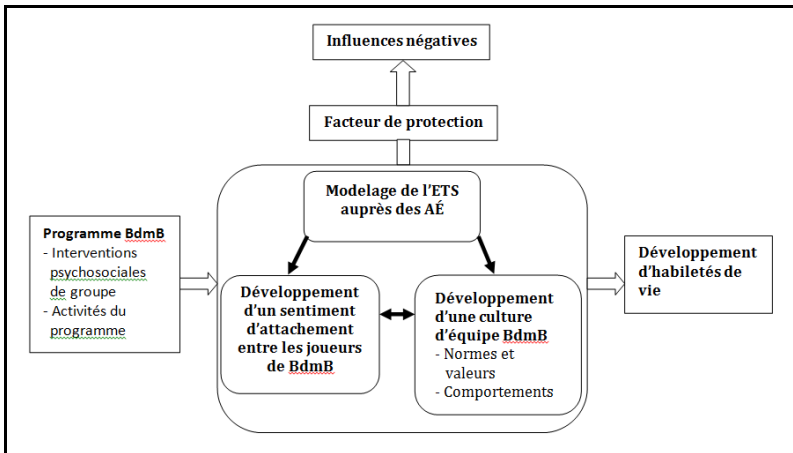 Influences négatives
Facteur de protection
Modelage de l'ETS
auprès des AÉ
Programme BdmB
- Interventions
psychosociales
de groupe
- Activités du
programme
Développement
d'un sentiment
d'attachement
entre les joueurs
de BdmB
Développement
d'une culture
d'équipe BdmB
- Normes et
valeurs
- Comportements
Développement
d'habiletés de
vie